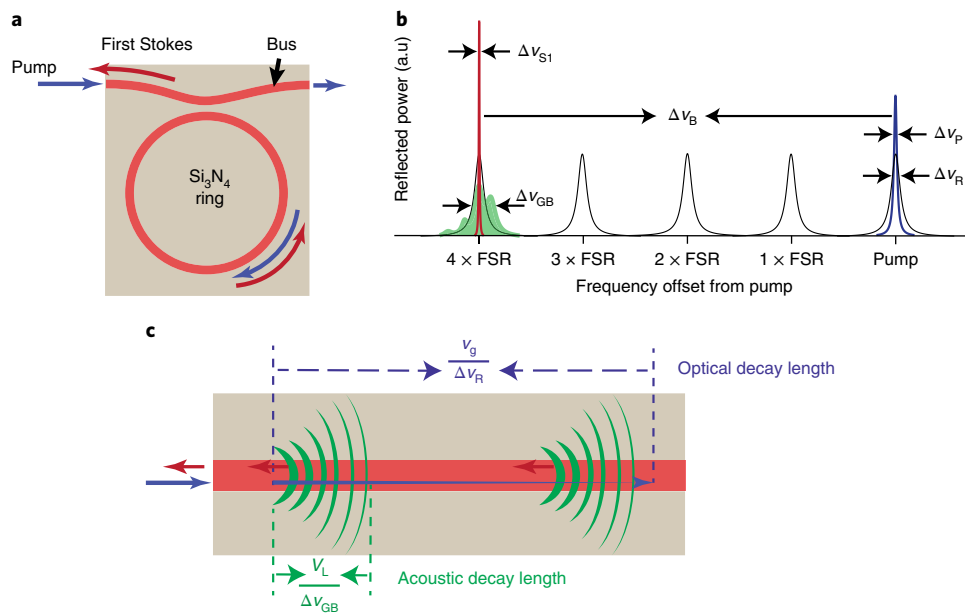 a
First Stokes
Bus
Pump
Si₃N₄
ring
b
Reflected power (a.u)
Δν_S1
Δν_B
Δν_P
Δν_R
Δν_GB
4 × FSR
3 × FSR
2 × FSR
1 × FSR
Pump
Frequency offset from pump
c
v_g
Δν_R
Optical decay length
V_L
Δν_GB
Acoustic decay length